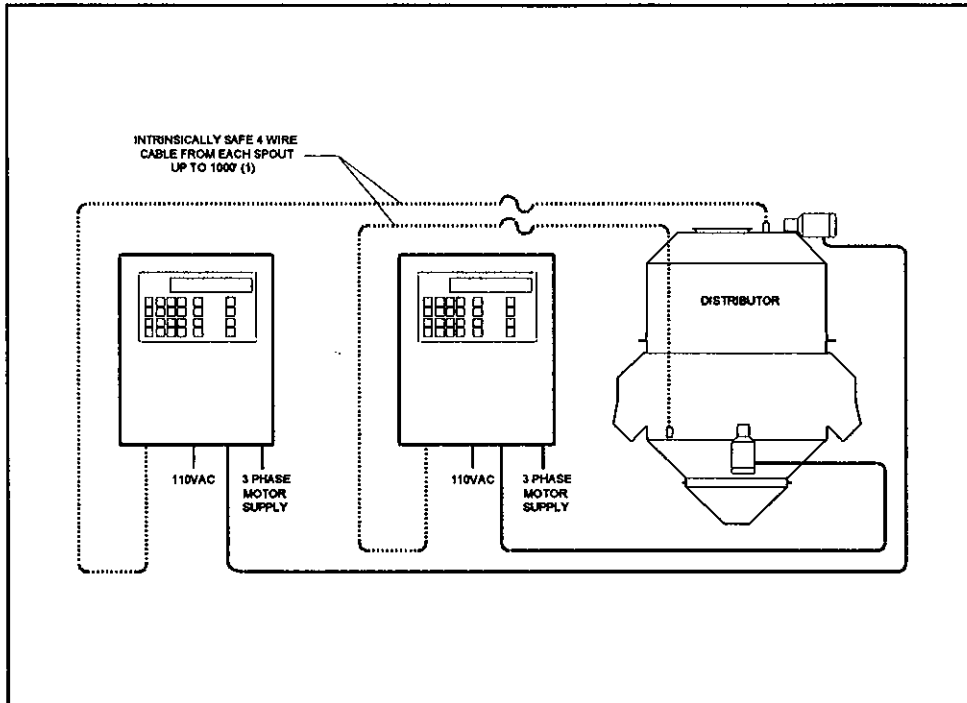 INTRINSICALLY SAFE 4 WIRE
CABLE FROM EACH SPOUT
UP TO 1000' (1)
DISTRIBUTOR
110VAC
3 PHASE
MOTOR
SUPPLY
110VAC
3 PHASE
MOTOR
SUPPLY